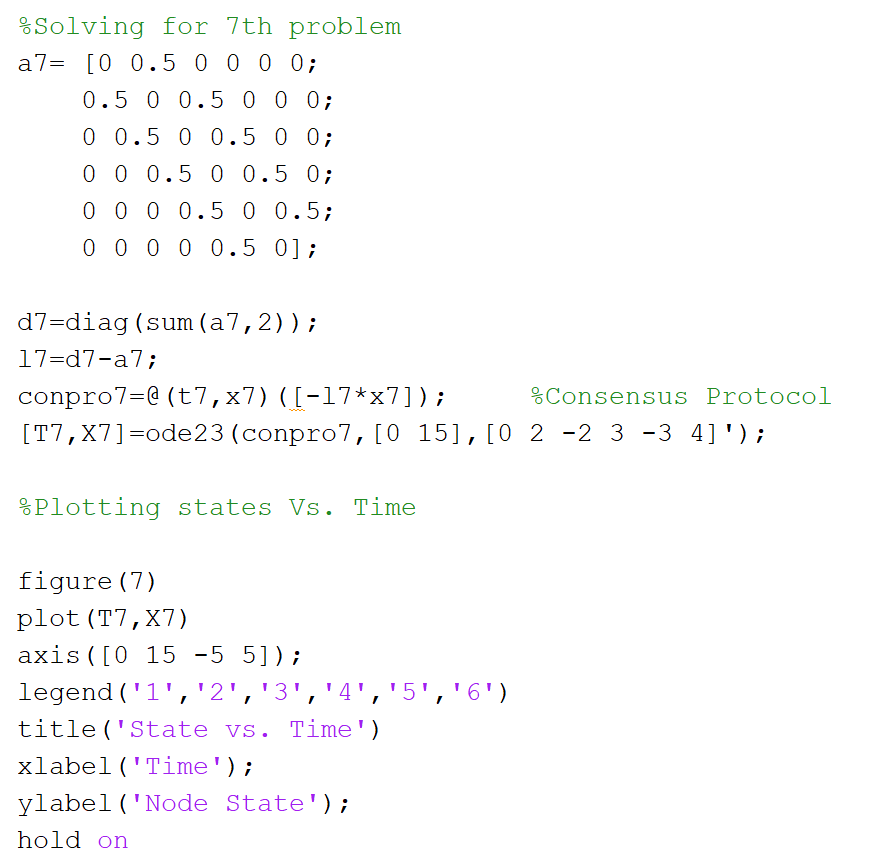 %Solving for 7th problem
a7= [0 0.5 0 0 0 0;
0.5 0 0.5 0 0 0;
0 0.5 0 0.5 0 0;
0 0 0.5 0 0.5 0;
0 0 0 0.5 0 0.5;
0 0 0 0 0.5 0];
d7=diag(sum(a7,2));
l7=d7-a7;
conpro7=@(t7,x7)([-l7*x7]); %Consensus Protocol
[T7,X7]=ode23(conpro7,[0 15],[0 2 -2 3 -3 4]');
%Plotting states Vs. Time
figure(7)
plot(T7,X7)
axis([0 15 -5 5]);
legend('1','2','3','4','5','6')
title('State vs. Time')
xlabel('Time');
ylabel('Node State');
hold on